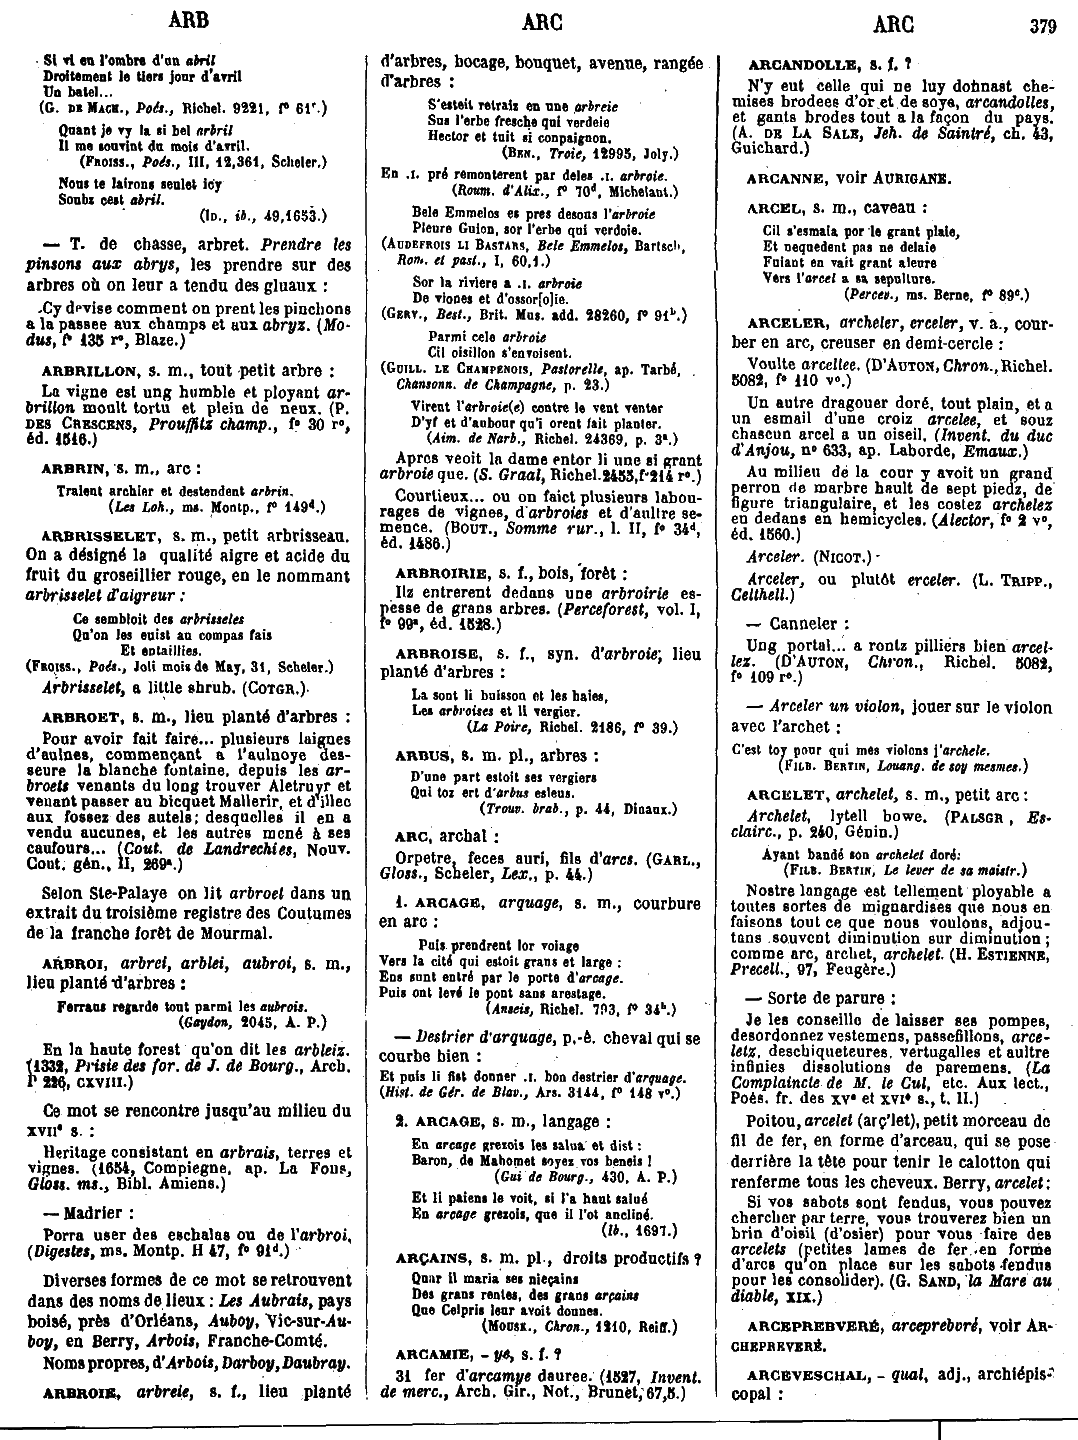 ARB
ARC
ARC
379
Si vi en l'ombre d'un abril
Droitement le tiers jour d'avril
Un batel...
(G. DE MACH., Poés., Richel. 9221, f° 61ʳ.)
Quant je vy la si bel arbril
Il me souvint du mois d'avril.
(FROISS., Poés., III, 12,361, Scheler.)
Nous te lairons seulet icy
Soubz cest abril.
(ID., ib., 49,1653.)
— T. de chasse, arbret. Prendre les
pinsons aux abrys, les prendre sur des
arbres où on leur a tendu des gluaux :
Cy devise comment on prent les pinchons
a la passee aux champs et aux abryz. (Mo-
dus, f° 135 r°, Blaze.)
ARBRILLON, s. m., tout petit arbre :
La vigne est ung humble et ployant ar-
brillon moult tortu et plein de neux. (P.
DES CRESCENS, Prouffitz champ., f° 30 r°,
éd. 1516.)
ARBRIN, s. m., arc :
Traient archier et destendent arbrin.
(Les Loh., ms. Montp., f° 149ᵈ.)
ARBRISSELET, s. m., petit arbrisseau.
On a désigné la qualité aigre et acide du
fruit du groseillier rouge, en le nommant
arbrisselet d'aigreur :
Ce sembloit des arbrisseles
Qu'on les euist au compas fais
Et entaillies.
(FROISS., Poés., Joli mois de May, 31, Scheler.)
Arbrisselet, a little shrub. (COTGR.)
ARBROET, s. m., lieu planté d'arbres :
Pour avoir fait faire... plusieurs laignes
d'aulnes, commençant a l'aulnoye des-
seure la blanche fontaine, depuis les ar-
broets venants du long trouver Aletruyr et
venant passer au bicquet Mallerir, et d'illec
aux fossez des autels; desquelles il en a
vendu aucunes, et les autres mené à ses
caufours... (Cout. de Landrechies, Nouv.
Cout. gén., II, 269ᵃ.)
Selon Ste-Palaye on lit arbroet dans un
extrait du troisième registre des Coutumes
de la franche forêt de Mourmal.
ARBROI, arbrei, arblei, aubroi, s. m.,
lieu planté d'arbres :
Ferraus regarde tout parmi les aubrois.
(Gaydon, 2045, A. P.)
En la haute forest qu'on dit les arbleiz.
(1332, Prisie des for. de J. de Bourg., Arch.
P 226, CXVIII.)
Ce mot se rencontre jusqu'au milieu du
XVIIᵉ s. :
Heritage consistant en arbrais, terres et
vignes. (1654, Compiegne, ap. La Fons,
Gloss. ms., Bibl. Amiens.)
— Madrier :
Porra user des eschalas ou de l'arbroi,
(Digestes, ms. Montp. H 47, f° 91ᵈ.)
Diverses formes de ce mot se retrouvent
dans des noms de lieux : Les Aubrais, pays
boisé, près d'Orléans, Auboy, Vic-sur-Au-
boy, en Berry, Arbois, Franche-Comté.
Noms propres, d'Arbois, Darboy, Daubray.
ARBROIE, arbreie, s. f., lieu planté
d'arbres, bocage, bouquet, avenue, rangée
d'arbres :
S'esteit retrais en une arbreie
Sus l'erbe fresche qui verdeie
Hector et tuit si conpaignon.
(BEN., Troie, 12995, Joly.)
En .I. pré remonterent par deles .I. arbroie.
(Roum. d'Alix., f° 70ᵈ, Michelant.)
Bele Emmelos es pres desous l'arbroie
Pleure Guion, sor l'erbe qui verdoie.
(AUDEFROIS LI BASTARS, Bele Emmelos, Bartsch,
Rom. et past., I, 60,1.)
Sor la riviere a .I. arbroie
De viones et d'ossor[o]ie.
(GERV., Best., Brit. Mus. add. 28260, f° 91ᵇ.)
Parmi cele arbroie
Cil oisillon s'envoisent.
(GUILL. LE CHAMPENOIS, Pastorelle, ap. Tarbé,
Chansonn. de Champagne, p. 23.)
Virent l'arbroie(e) contre le vent venter
D'yf et d'aubour qu'i orent fait planter.
(Aim. de Narb., Richel. 24369, p. 3ᵃ.)
Apres veoit la dame entor li une si grant
arbroie que. (S. Graal, Richel. 2455, f° 214 r°.)
Courtieux... ou on faict plusieurs labou-
rages de vignes, d'arbroies et d'aultre se-
mence. (BOUT., Somme rur., l. II, f° 34ᵈ,
éd. 1486.)
ARBROIRIE, s. f., bois, forêt :
Ilz entrerent dedans une arbroirie es-
pesse de grans arbres. (Perceforest, vol. I,
f° 99ᵃ, éd. 1528.)
ARBROISE, s. f., syn. d'arbroie, lieu
planté d'arbres :
La sont li buisson et les haies,
Les arbroises et li vergier.
(La Poire, Richel. 2186, f° 39.)
ARBUS, s. m. pl., arbres :
D'une part estoit ses vergiers
Qui toz ert d'arbus esleus.
(Trouv. brab., p. 44, Dinaux.)
ARC, archal :
Orpetre, feces auri, fils d'arcs. (GARL.,
Gloss., Scheler, Lex., p. 44.)
1. ARCAGE, arquage, s. m., courbure
en arc :
Puis prendrent lor voiage
Vers la cité qui estoit grans et large :
Ens sunt entré par le porte d'arcage.
Puis ont levé le pont sans arestage.
(Anseis, Richel. 793, f° 34ᵇ.)
— Destrier d'arquage, p.-ê. cheval qui se
courbe bien :
Et puis li fist donner .I. bon destrier d'arquage.
(Hist. de Gér. de Blav., Ars. 3144, f° 148 v°.)
2. ARCAGE, s. m., langage :
En arcage grezois les salua et dist :
Baron, de Mahomet soyez vos beneis !
(Gui de Bourg., 430, A. P.)
Et li paiens le voit, si l'a haut salué
En arcage grezois, que il l'ot ancliné.
(Ib., 1697.)
ARÇAINS, s. m. pl., droits productifs ?
Quar il maria ses nieçains
Des grans rentes, des grans arçains
Que Celpris leur avoit donnes.
(MOUSK., Chron., 1210, Reiff.)
ARCAMIE, - ye, s. f. ?
31 fer d'arcamye dauree. (1527, Invent.
de merc., Arch. Gir., Not., Brunet, 67,5.)
ARCANDOLLE, s. f. ?
N'y eut celle qui ne luy donnast che-
mises brodees d'or et de soye, arcandolles,
et gants brodes tout a la façon du pays.
(A. DE LA SALE, Jeh. de Saintré, ch. 43,
Guichard.)
ARCANNE, voir AURIGANE.
ARCEL, s. m., caveau :
Cil s'esmaia por le grant plaie,
Et nequedent pas ne delaie
Fuiant en vait grant aleure
Vers l'arcel a sa sepulture.
(Percev., ms. Berne, f° 89ᵉ.)
ARCELER, archeler, erceler, v. a., cour-
ber en arc, creuser en demi-cercle :
Voulte arcellee. (D'AUTON, Chron., Richel.
5082, f° 110 v°.)
Un autre dragouer doré, tout plain, et a
un esmail d'une croiz arcelee, et souz
chascun arcel a un oiseil. (Invent. du duc
d'Anjou, n° 633, ap. Laborde, Emaux.)
Au milieu de la cour y avoit un grand
perron de marbre hault de sept piedz, de
figure triangulaire, et les costez archelez
en dedans en hemicycles. (Alector, f° 2 v°,
éd. 1560.)
Arceler. (NICOT.)
Arceler, ou plutôt erceler. (L. TRIPP.,
Celthell.)
— Canneler :
Ung portal... a rontz pilliers bien arcel-
lez. (D'AUTON, Chron., Richel. 5082,
f° 109 r°.)
— Arceler un violon, jouer sur le violon
avec l'archet :
C'est toy pour qui mes violons j'archele.
(FILB. BERTIN, Louang. de soy mesmes.)
ARCELET, archelet, s. m., petit arc :
Archelet, lytell bowe. (PALSGR, Es-
clairc., p. 240, Génin.)
Ayant bandé son archelet doré:
(FILB. BERTIN, Le lever de sa maistr.)
Nostre langage est tellement ployable a
toutes sortes de mignardises que nous en
faisons tout ce que nous voulons, adjou-
tans souvent diminution sur diminution ;
comme arc, archet, archelet. (H. ESTIENNE,
Precell., 97, Feugère.)
— Sorte de parure :
Je les conseille de laisser ses pompes,
desordonnez vestemens, passefillons, arce-
letz, deschiqueteures, vertugalles et aultre
infinies dissolutions de paremens. (La
Complaincte de M. le Cul, etc. Aux lect.,
Poés. fr. des XVᵉ et XVIᵉ s., t. II.)
Poitou, arcelet (arç'let), petit morceau de
fil de fer, en forme d'arceau, qui se pose
derrière la tête pour tenir le calotton qui
renferme tous les cheveux. Berry, arcelet :
Si vos sabots sont fendus, vous pouvez
chercher par terre, vous trouverez bien un
brin d'oisil (d'osier) pour vous faire des
arcelets (petites lames de fer en forme
d'arcs qu'on place sur les sabots fendus
pour les consolider). (G. SAND, la Mare au
diable, XIX.)
ARCEPREBVERÉ, arceprevoré, voir AR-
CHEPREVERÉ.
ARCEVESCHAL, - qual, adj., archiépis-
copal :